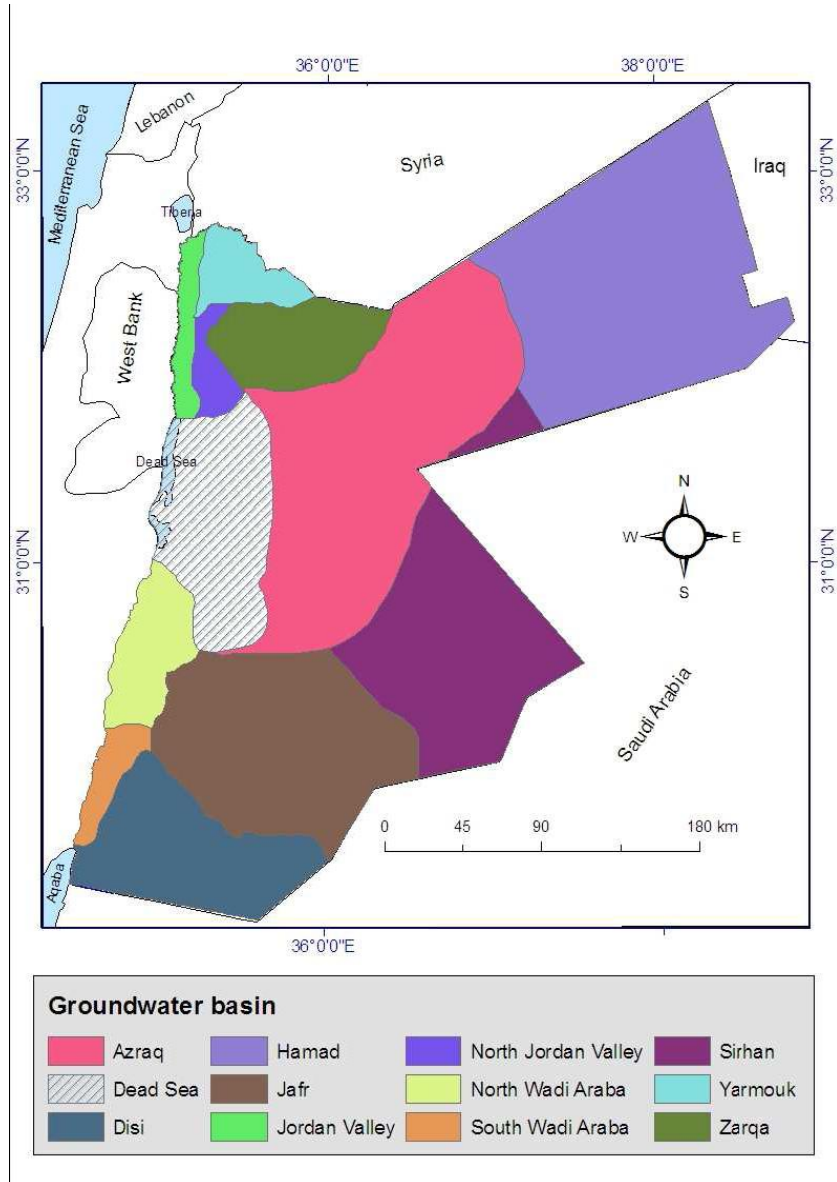 36°0'0"E
38°0'0"E
Mediterranean Sea
Lebanon
Syria
Iraq
33°0'0"N
33°0'0"N
Tiberia
West Bank
Dead Sea
N
W
E
S
31°0'0"N
31°0'0"N
Saudi Arabia
0
45
90
180 km
Aqaba
36°0'0"E
Groundwater basin
Azraq
Hamad
North Jordan Valley
Sirhan
Dead Sea
Jafr
North Wadi Araba
Yarmouk
Disi
Jordan Valley
South Wadi Araba
Zarqa